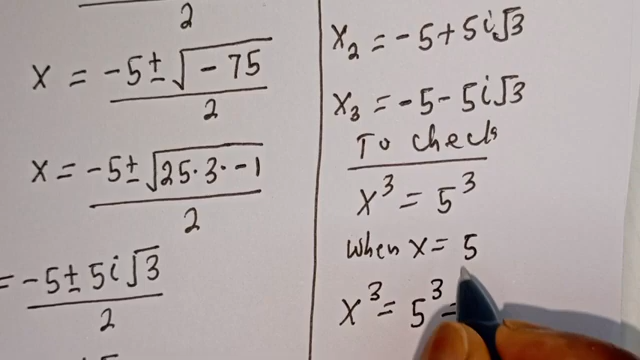 2
x = -5±√-75
2
x = -5±√25·3·-1
2
= -5±5i√3
2
x₂ = -5+5i√3
x₃ = -5-5i√3
To check
x³ = 5³
when x = 5
x³ = 5³ =